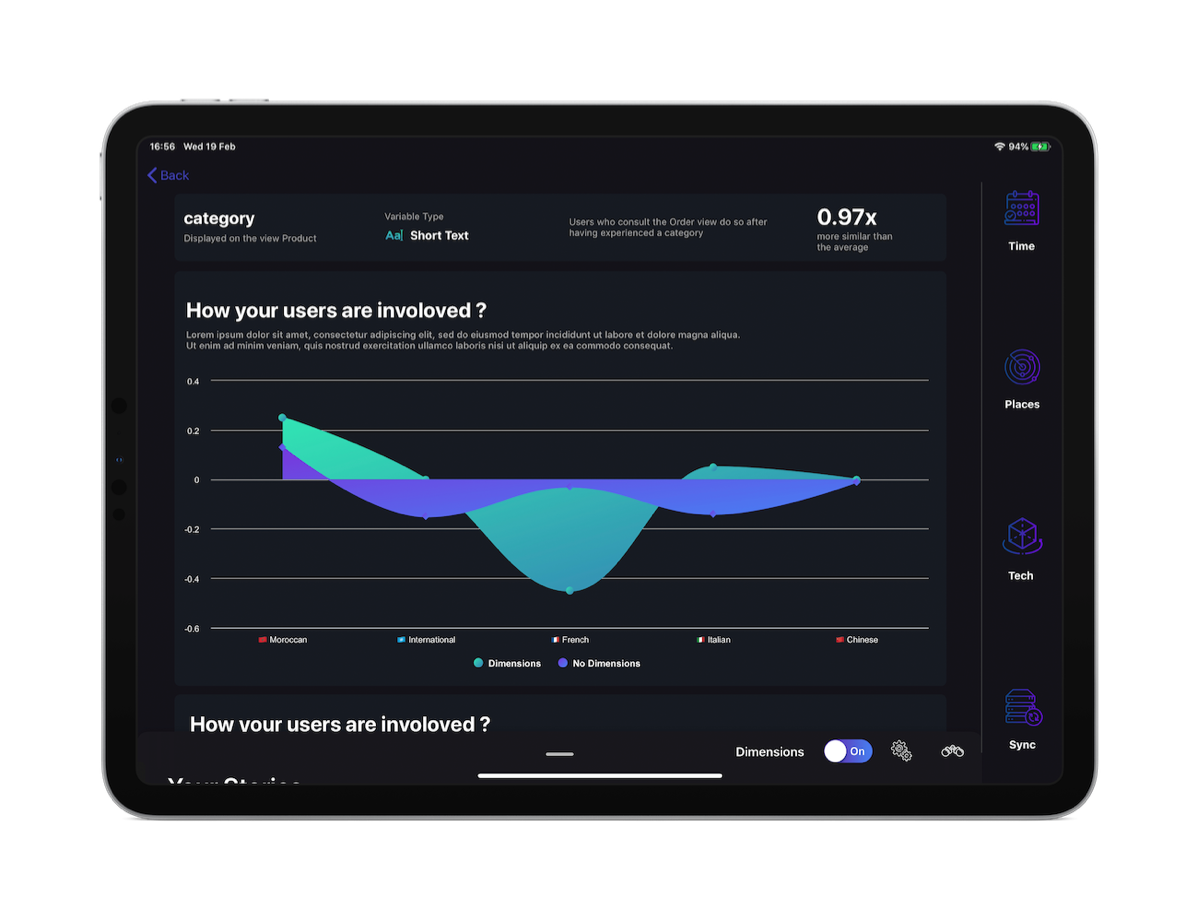 16:56 Wed 19 Feb
94%
Back
category
Displayed on the view Product
Variable Type
Aa Short Text
Users who consult the Order view do so after
having experienced a category
0.97x
more similar than
the average
Time
Places
Tech
Sync
How your users are involoved ?
Lorem ipsum dolor sit amet, consectetur adipiscing elit, sed do eiusmod tempor incididunt ut labore et dolore magna aliqua.
Ut enim ad minim veniam, quis nostrud exercitation ullamco laboris nisi ut aliquip ex ea commodo consequat.
0.4
0.2
0
-0.2
-0.4
-0.6
Moroccan International French Italian Chinese
Dimensions No Dimensions
How your users are involoved ?
Dimensions On
Your Stories